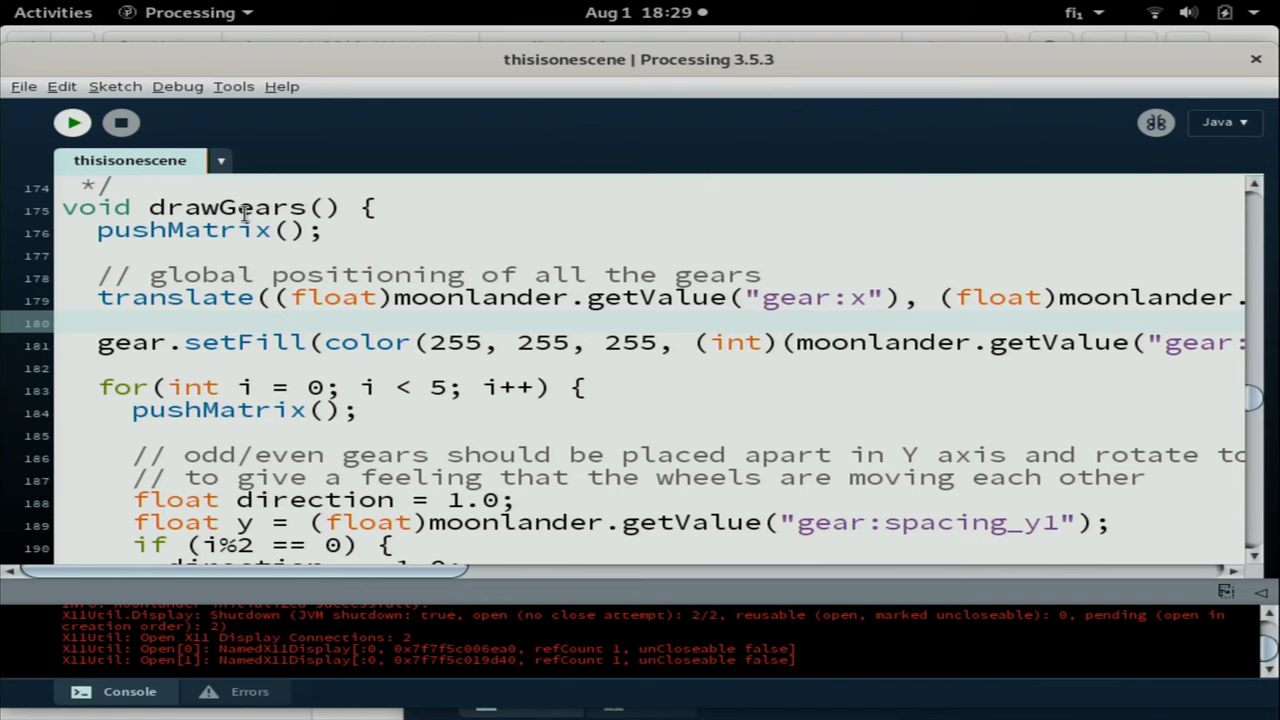 Activities Processing Aug 1 18:29 fi₁
thisisonescene | Processing 3.5.3 ×
File Edit Sketch Debug Tools Help
Java
thisisonescene
174 */
175 void drawGears() {
176 pushMatrix();
177
178 // global positioning of all the gears
179 translate((float)moonlander.getValue("gear:x"), (float)moonlander.
180
181 gear.setFill(color(255, 255, 255, (int)(moonlander.getValue("gear:
182
183 for(int i = 0; i < 5; i++) {
184 pushMatrix();
185
186 // odd/even gears should be placed apart in Y axis and rotate to
187 // to give a feeling that the wheels are moving each other
188 float direction = 1.0;
189 float y = (float)moonlander.getValue("gear:spacing_y1");
190 if (i%2 == 0) {
X11Util.Display: Shutdown (JVM shutdown: true, open (no close attempt): 2/2, reusable (open, marked uncloseable): 0, pending (open in
creation order): 2)
X11Util: Open X11 Display Connections: 2
X11Util: Open[0]: NamedX11Display[:0, 0x7f7f5c006ea0, refCount 1, unCloseable false]
X11Util: Open[1]: NamedX11Display[:0, 0x7f7f5c019d40, refCount 1, unCloseable false]
Console Errors